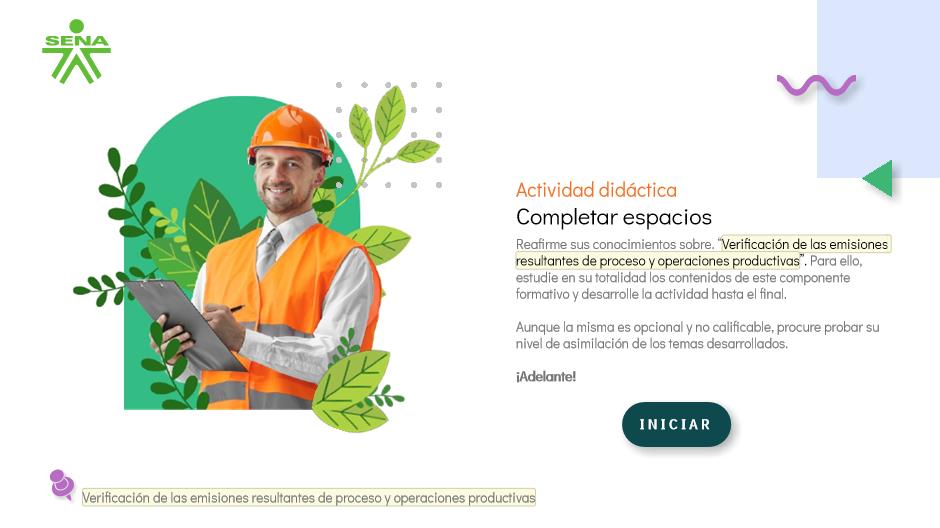 SENA
Actividad didáctica
Completar espacios
Reafirme sus conocimientos sobre. “Verificación de las emisiones
resultantes de proceso y operaciones productivas”. Para ello,
estudie en su totalidad los contenidos de este componente
formativo y desarrolle la actividad hasta el final.
Aunque la misma es opcional y no calificable, procure probar su
nivel de asimilación de los temas desarrollados.
¡Adelante!
INICIAR
Verificación de las emisiones resultantes de proceso y operaciones productivas